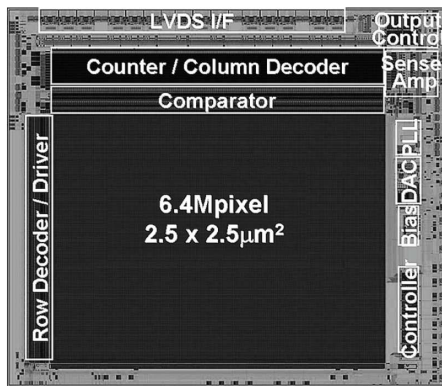 LVDS I/F
Output
Control
Counter / Column Decoder
Sense
Amp
Comparator
Row Decoder / Driver
6.4Mpixel
2.5 x 2.5μm²
PLL
DAC
Bias
Controller